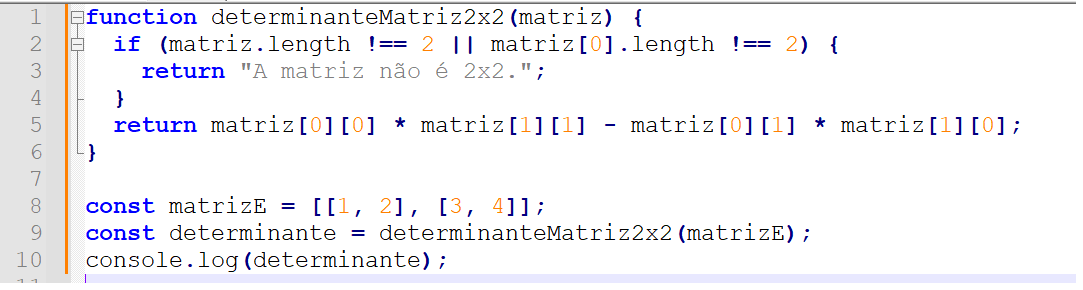 1 function determinanteMatriz2x2(matriz) {
2   if (matriz.length !== 2 || matriz[0].length !== 2) {
3     return "A matriz não é 2x2.";
4   }
5   return matriz[0][0] * matriz[1][1] - matriz[0][1] * matriz[1][0];
6 }
7
8 const matrizE = [[1, 2], [3, 4]];
9 const determinante = determinanteMatriz2x2(matrizE);
10 console.log(determinante);